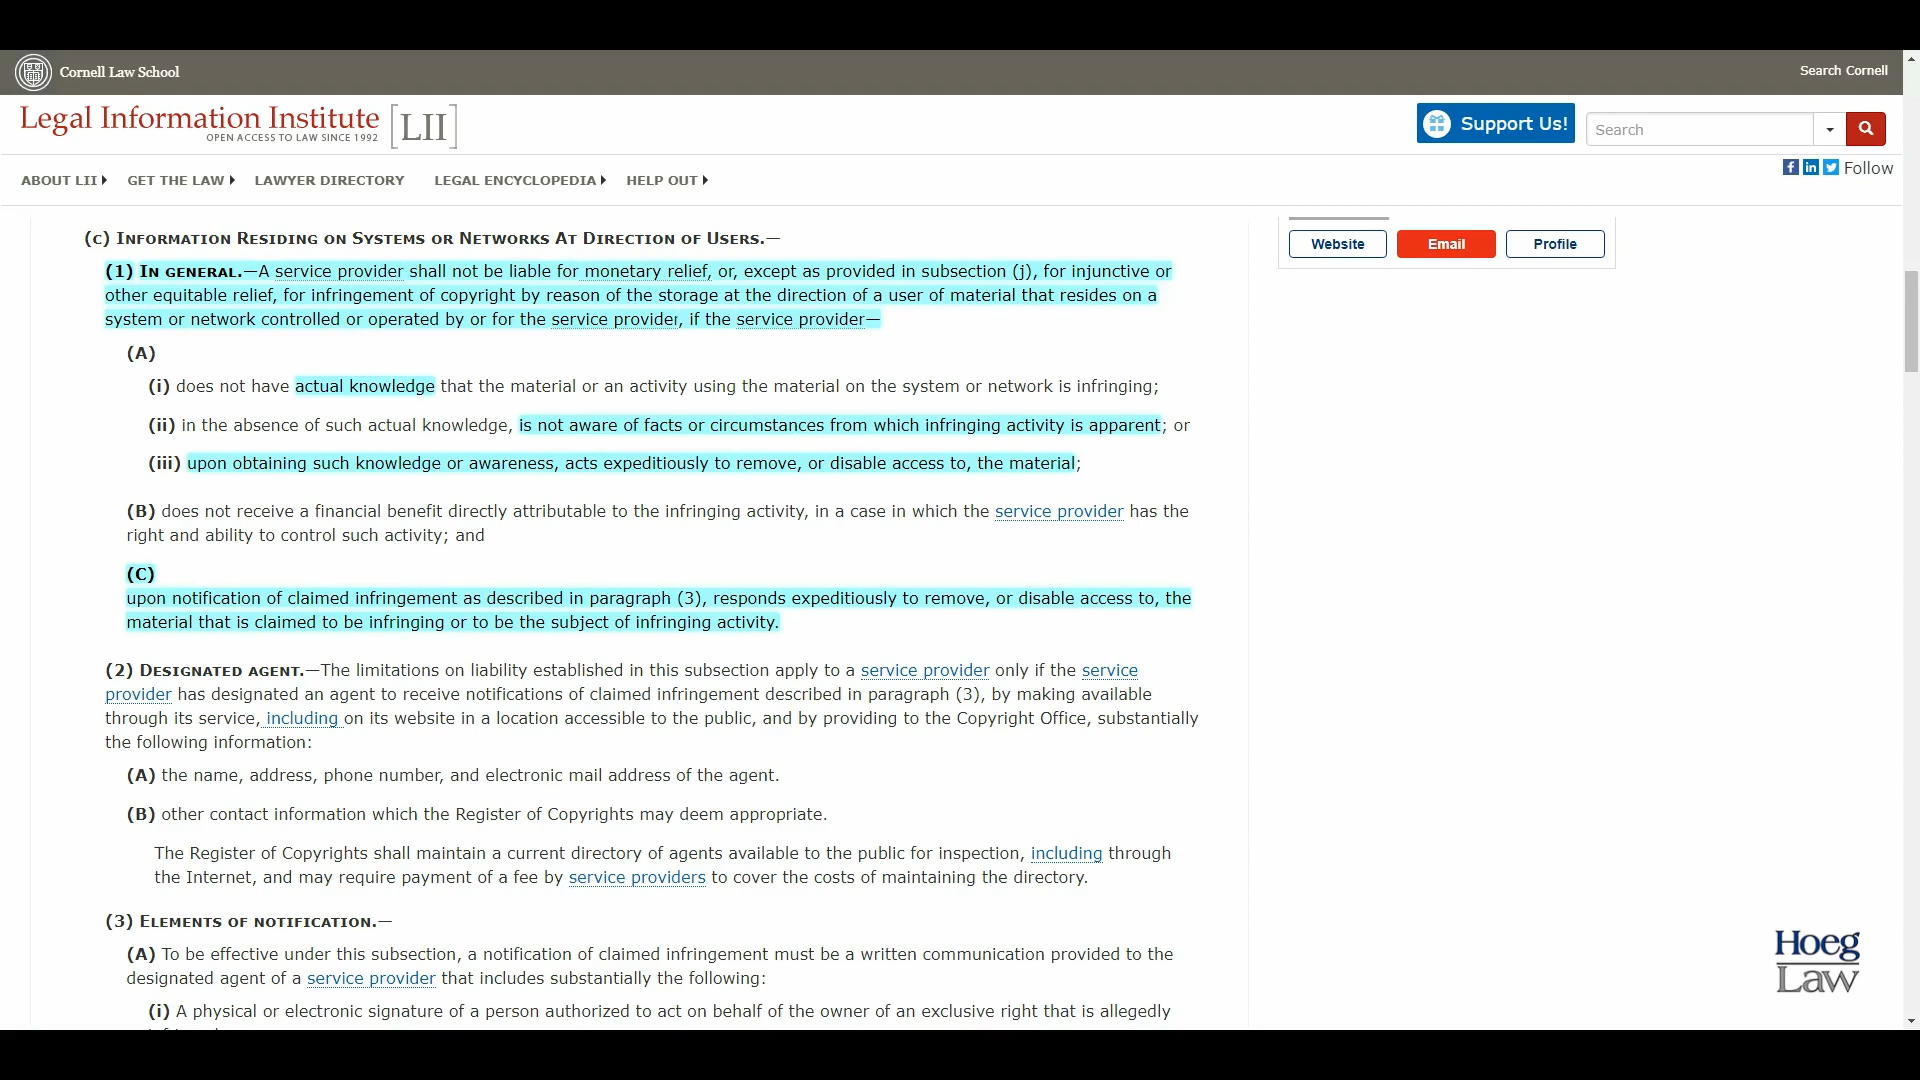 Cornell Law School
Search Cornell
Legal Information Institute
OPEN ACCESS TO LAW SINCE 1992
[LII]
Support Us!
Search
ABOUT LII GET THE LAW LAWYER DIRECTORY LEGAL ENCYCLOPEDIA HELP OUT
Follow
Website Email Profile
(c) INFORMATION RESIDING ON SYSTEMS OR NETWORKS AT DIRECTION OF USERS.—
(1) IN GENERAL.—A service provider shall not be liable for monetary relief, or, except as provided in subsection (j), for injunctive or
other equitable relief, for infringement of copyright by reason of the storage at the direction of a user of material that resides on a
system or network controlled or operated by or for the service provider, if the service provider—
(A)
(i) does not have actual knowledge that the material or an activity using the material on the system or network is infringing;
(ii) in the absence of such actual knowledge, is not aware of facts or circumstances from which infringing activity is apparent; or
(iii) upon obtaining such knowledge or awareness, acts expeditiously to remove, or disable access to, the material;
(B) does not receive a financial benefit directly attributable to the infringing activity, in a case in which the service provider has the
right and ability to control such activity; and
(C)
upon notification of claimed infringement as described in paragraph (3), responds expeditiously to remove, or disable access to, the
material that is claimed to be infringing or to be the subject of infringing activity.
(2) DESIGNATED AGENT.—The limitations on liability established in this subsection apply to a service provider only if the service
provider has designated an agent to receive notifications of claimed infringement described in paragraph (3), by making available
through its service, including on its website in a location accessible to the public, and by providing to the Copyright Office, substantially
the following information:
(A) the name, address, phone number, and electronic mail address of the agent.
(B) other contact information which the Register of Copyrights may deem appropriate.
The Register of Copyrights shall maintain a current directory of agents available to the public for inspection, including through
the Internet, and may require payment of a fee by service providers to cover the costs of maintaining the directory.
(3) ELEMENTS OF NOTIFICATION.—
(A) To be effective under this subsection, a notification of claimed infringement must be a written communication provided to the
designated agent of a service provider that includes substantially the following:
(i) A physical or electronic signature of a person authorized to act on behalf of the owner of an exclusive right that is allegedly
Hoeg
Law